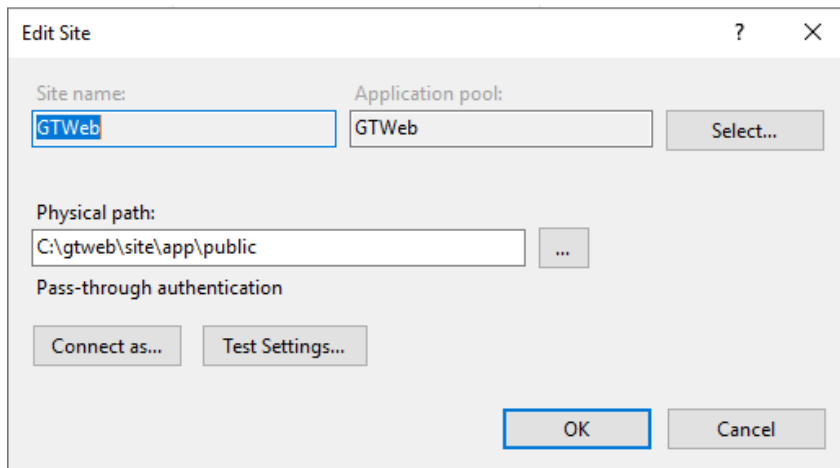 Edit Site
?
Site name:
Application pool:
GTWeb
GTWeb
Select...
Physical path:
C:\gtweb\site\app\public
...
Pass-through authentication
Connect as...
Test Settings...
OK
Cancel